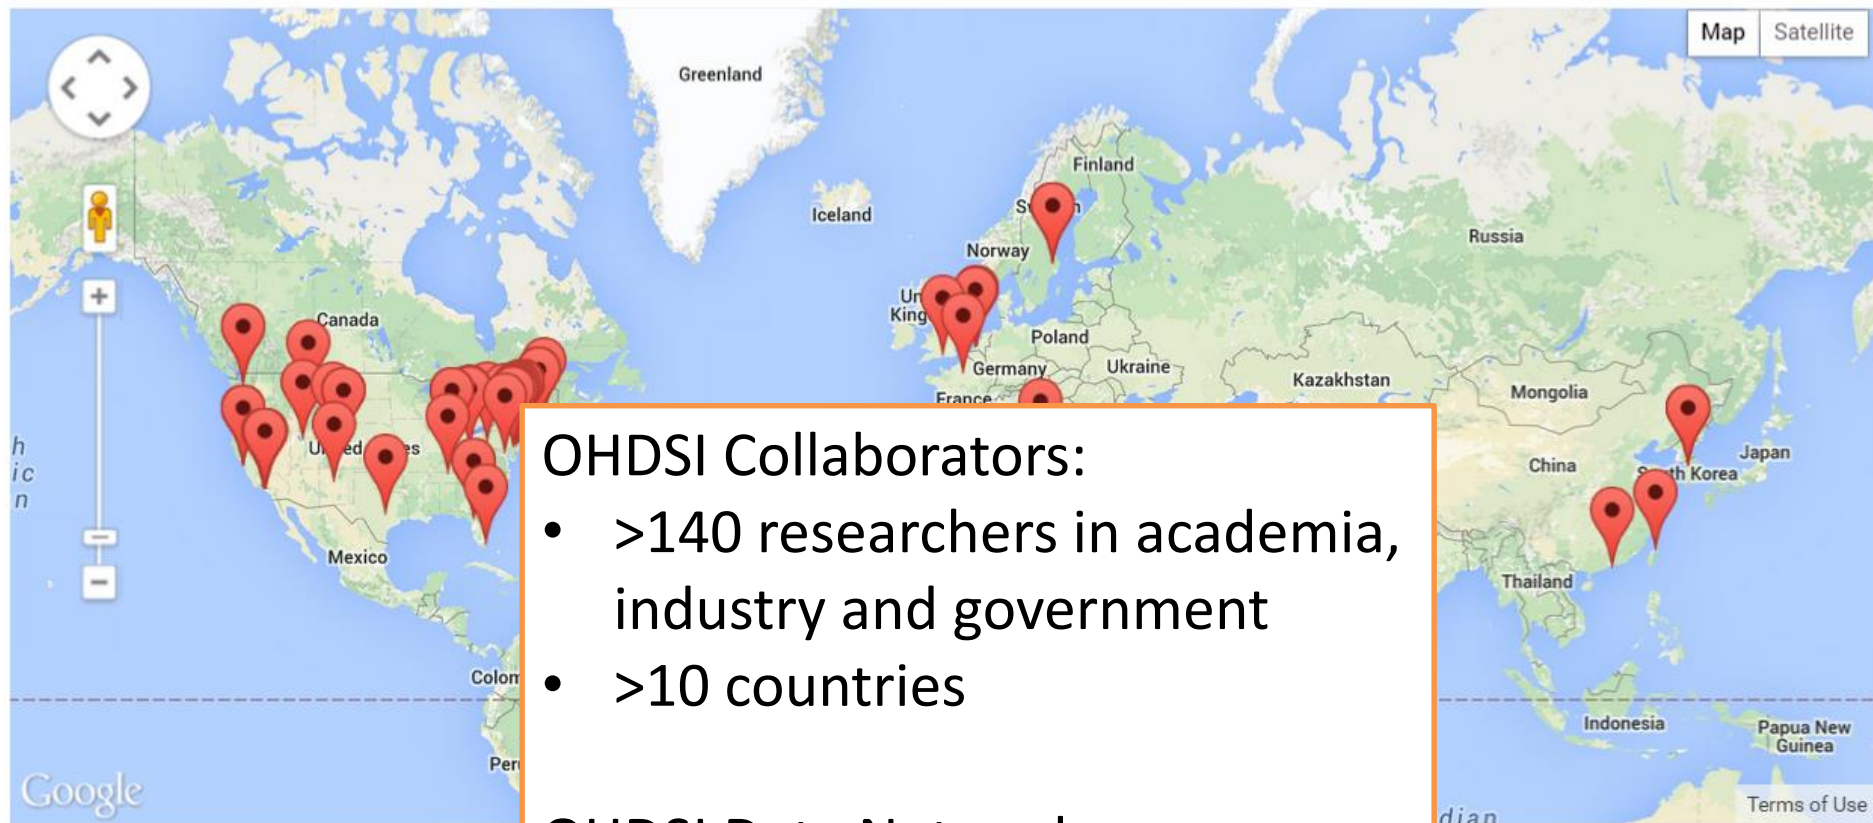 Map Satellite
Greenland
Finland
Iceland
Norway
Russia
Canada
Poland
Germany
Ukraine
Kazakhstan
Mongolia
France
China
Japan
Korea
Mexico
Thailand
OHDSI Collaborators:
• >140 researchers in academia,
industry and government
• >10 countries
Indonesia
Papua New
Guinea
Google
Terms of Use